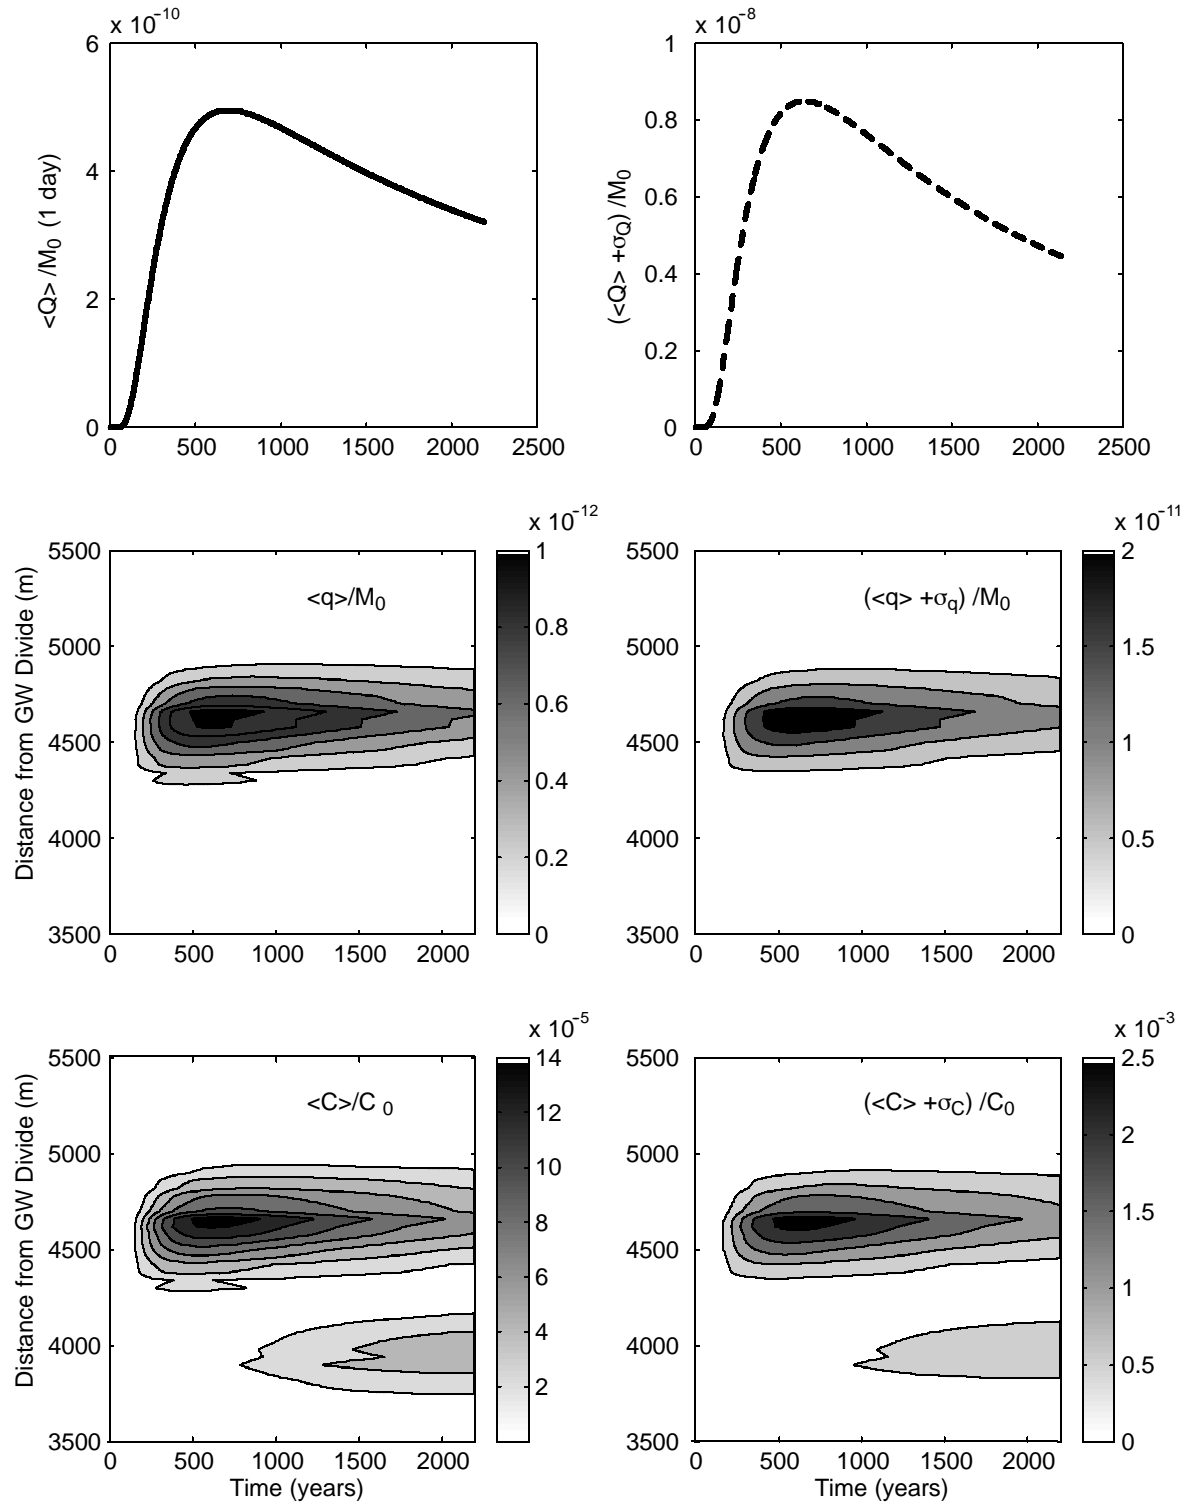 x 10⁻¹⁰
6
4
2
0
<Q> /M₀ (1 day)
0 500 1000 1500 2000 2500
x 10⁻⁸
1
0.8
0.6
0.4
0.2
0
(<Q> +σ_Q) /M₀
0 500 1000 1500 2000 2500
x 10⁻¹²
5500
5000
4500
4000
3500
Distance from GW Divide (m)
<q>/M₀
0 500 1000 1500 2000
1
0.8
0.6
0.4
0.2
0
x 10⁻¹¹
5500
5000
4500
4000
3500
(<q> +σ_q) /M₀
0 500 1000 1500 2000
2
1.5
1
0.5
0
x 10⁻⁵
5500
5000
4500
4000
3500
Distance from GW Divide (m)
<C>/C ₀
0 500 1000 1500 2000
Time (years)
14
12
10
8
6
4
2
x 10⁻³
5500
5000
4500
4000
3500
(<C> +σ_C) /C₀
0 500 1000 1500 2000
Time (years)
2.5
2
1.5
1
0.5
0